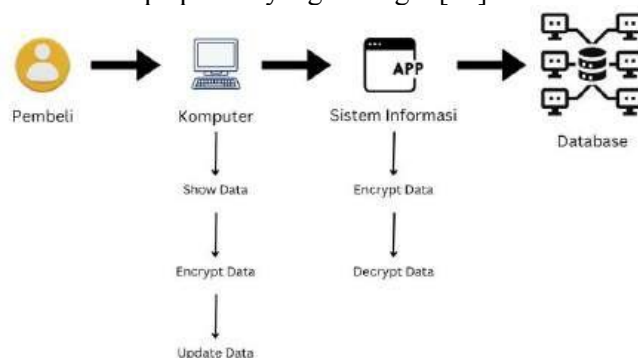 APP
Pembeli
Komputer
Sistem Informasi
Database
Show Data
Encrypt Data
Encrypt Data
Decrypt Data
Update Data